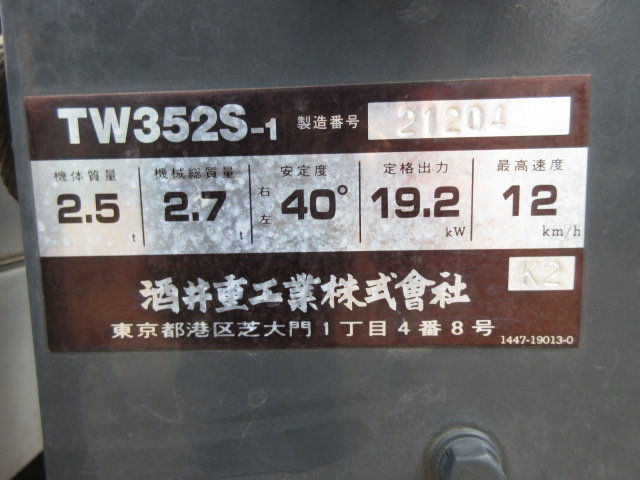 TW352S-1 製造番号 21204
機体質量 機械総質量 安定度 定格出力 最高速度
2.5 t 2.7 t 右左 40° 19.2 kW 12 km/h
K2
酒井重工業株式會社
東京都港区芝大門1丁目4番8号 1447-19013-0